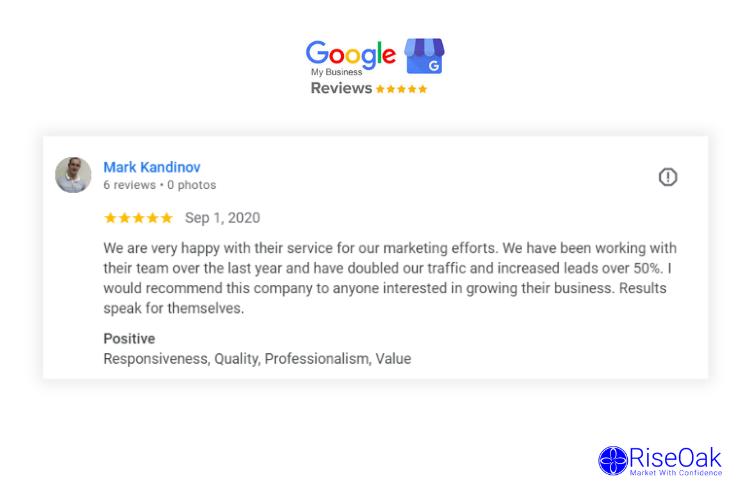 Google
My Business
Reviews
G
Mark Kandinov
6 reviews • 0 photos
Sep 1, 2020
We are very happy with their service for our marketing efforts. We have been working with
their team over the last year and have doubled our traffic and increased leads over 50%. I
would recommend this company to anyone interested in growing their business. Results
speak for themselves.
Positive
Responsiveness, Quality, Professionalism, Value
RiseOak
Market With Confidence